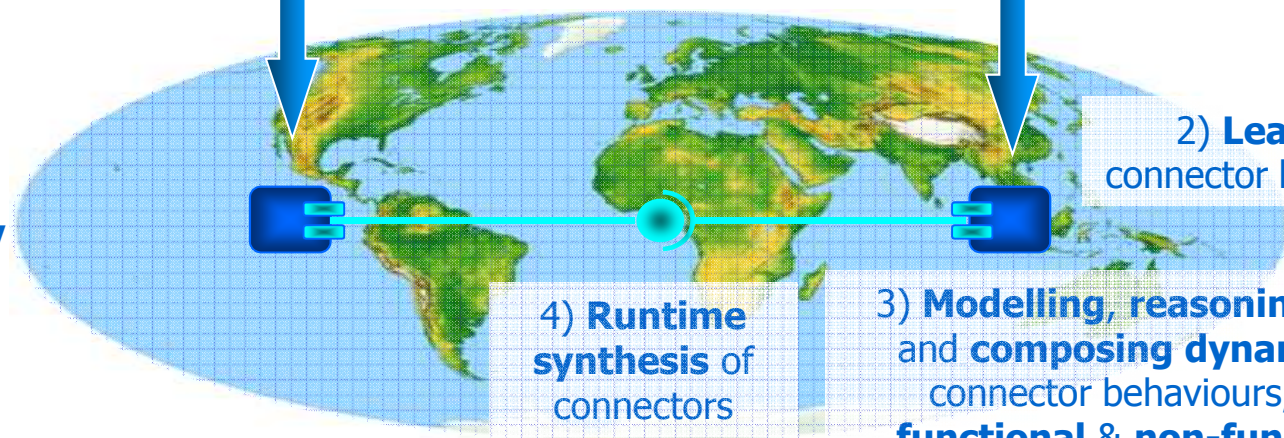 2) Lea
connector
4) Runtime
synthesis of
connectors
3) Modelling, reasonin
and composing dynar
connector behaviours,
functional & non-fun